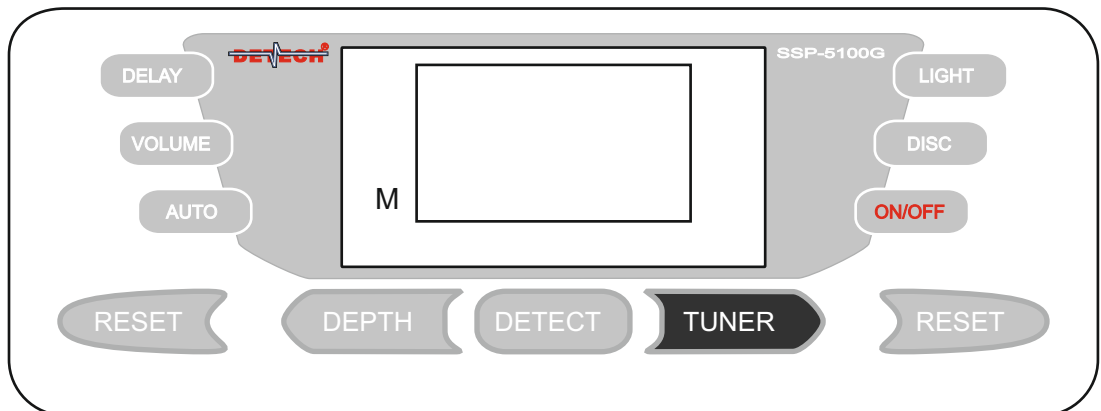 DETECH®
SSP-5100G
DELAY
LIGHT
VOLUME
DISC
M
AUTO
ON/OFF
RESET
DEPTH
DETECT
TUNER
RESET